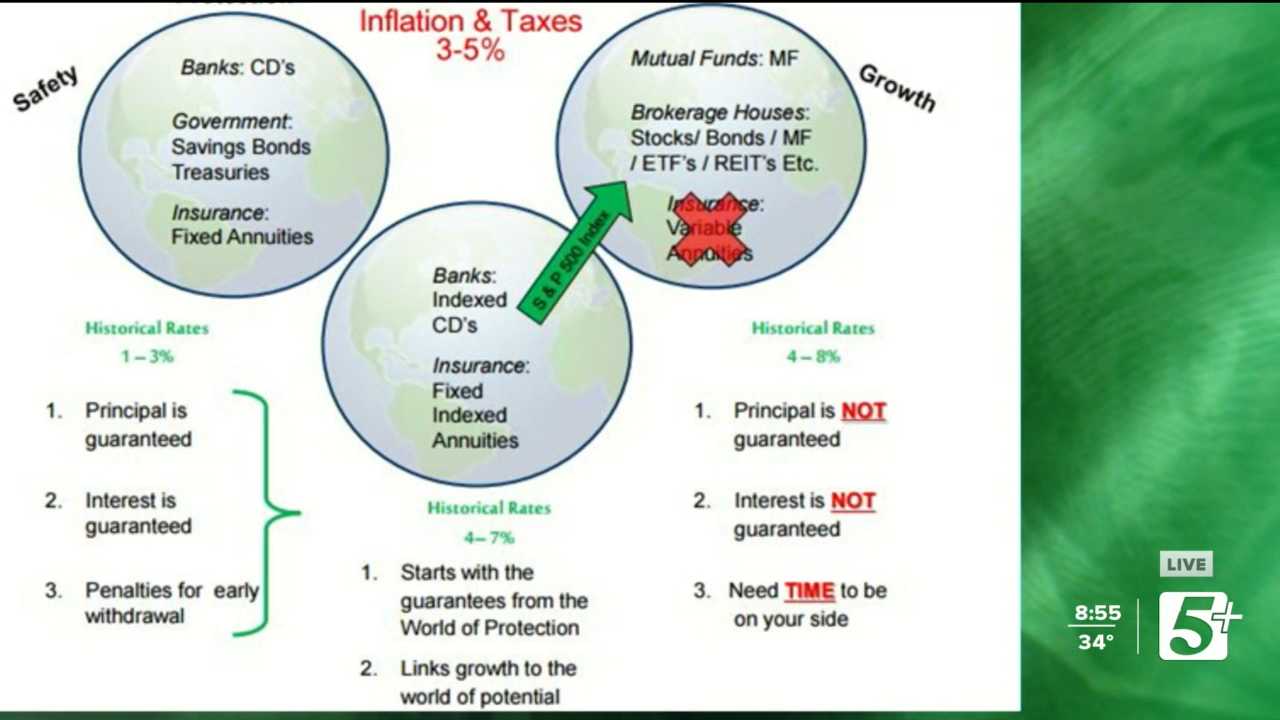 Inflation & Taxes
3-5%
Safety
Banks: CD's
Government:
Savings Bonds
Treasuries
Insurance:
Fixed Annuities
Growth
Mutual Funds: MF
Brokerage Houses:
Stocks/ Bonds / MF
/ ETF's / REIT's Etc.
Insurance:
Variable
Annuities
S & P 500 Index
Banks:
Indexed
CD's
Insurance:
Fixed
Indexed
Annuities
Historical Rates
1 – 3%
1. Principal is
guaranteed
2. Interest is
guaranteed
3. Penalties for early
withdrawal
Historical Rates
4– 7%
1. Starts with the
guarantees from the
World of Protection
2. Links growth to the
world of potential
Historical Rates
4 – 8%
1. Principal is NOT
guaranteed
2. Interest is NOT
guaranteed
3. Need TIME to be
on your side
LIVE
8:55
34°
5+